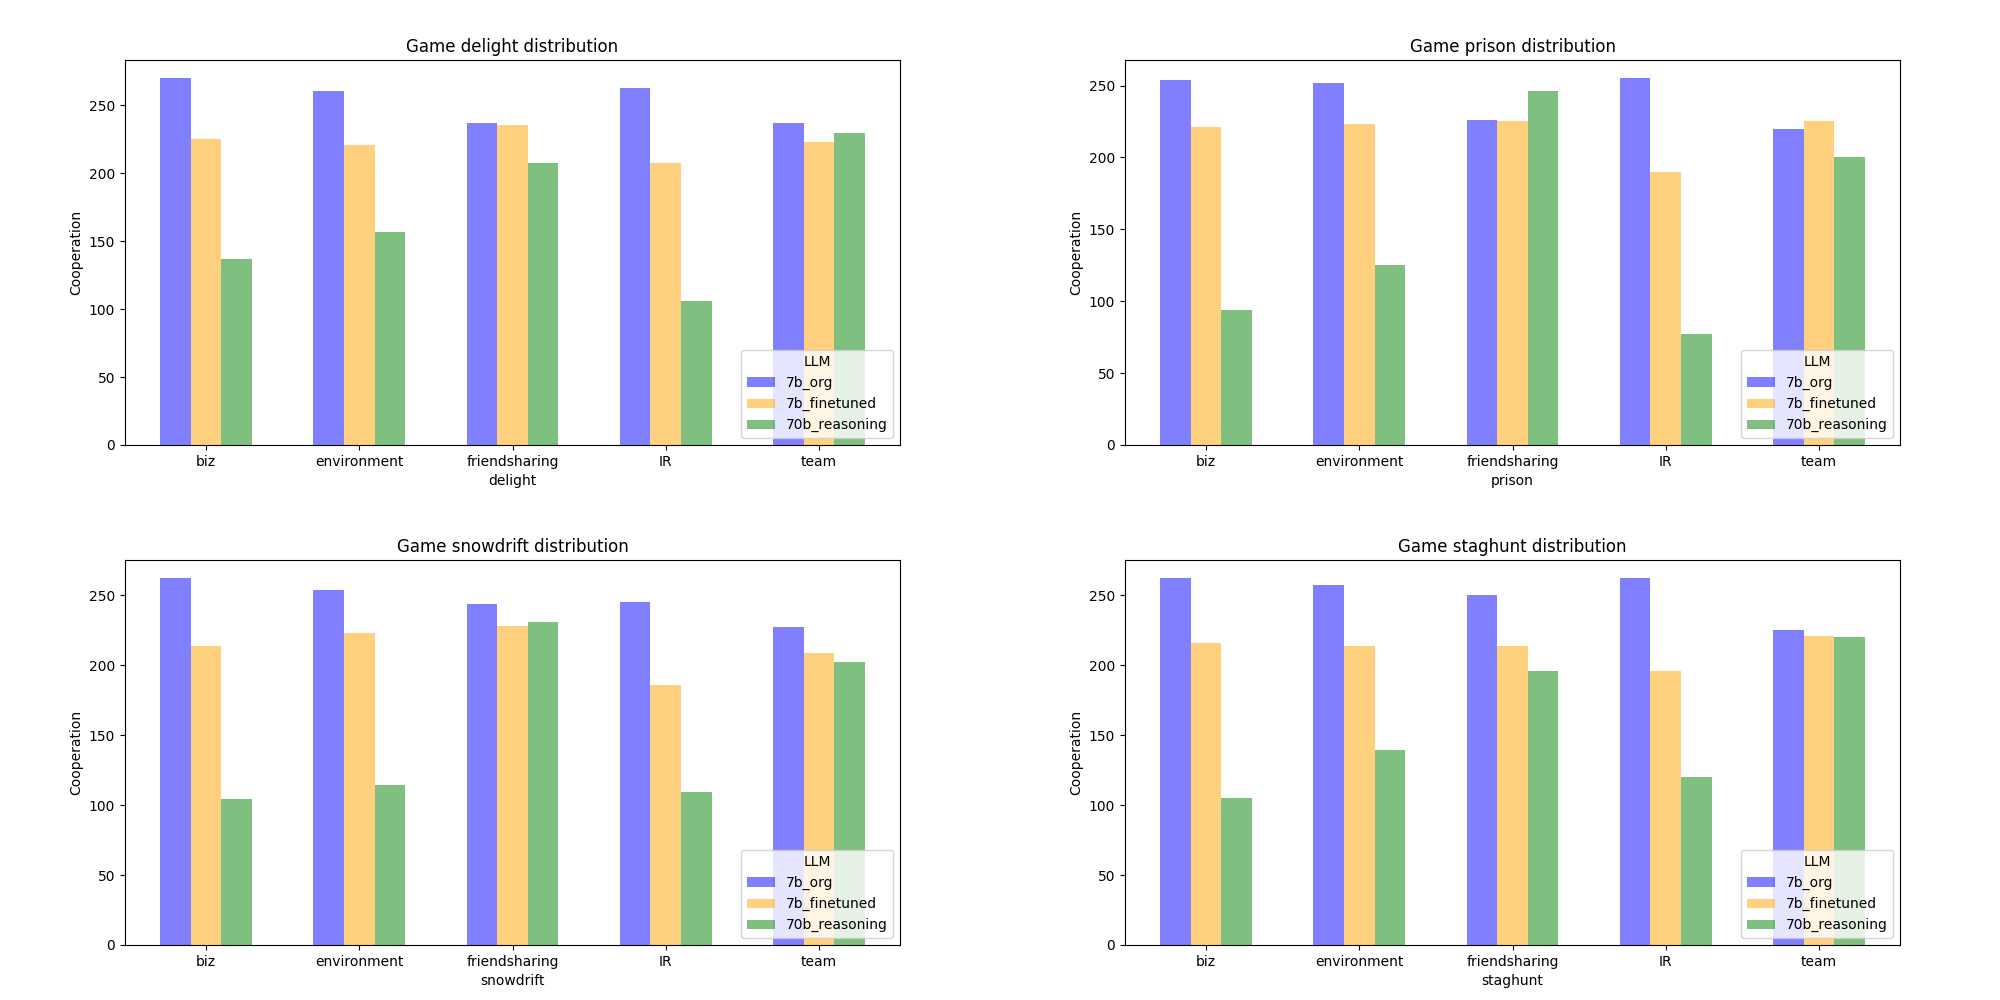 Game delight distribution
Cooperation
250
200
150
100
50
0
LLM
7b_org
7b_finetuned
70b_reasoning
biz environment friendsharing IR team
delight
Game prison distribution
Cooperation
250
200
150
100
50
0
LLM
7b_org
7b_finetuned
70b_reasoning
biz environment friendsharing IR team
prison
Game snowdrift distribution
Cooperation
250
200
150
100
50
0
LLM
7b_org
7b_finetuned
70b_reasoning
biz environment friendsharing IR team
snowdrift
Game staghunt distribution
Cooperation
250
200
150
100
50
0
LLM
7b_org
7b_finetuned
70b_reasoning
biz environment friendsharing IR team
staghunt